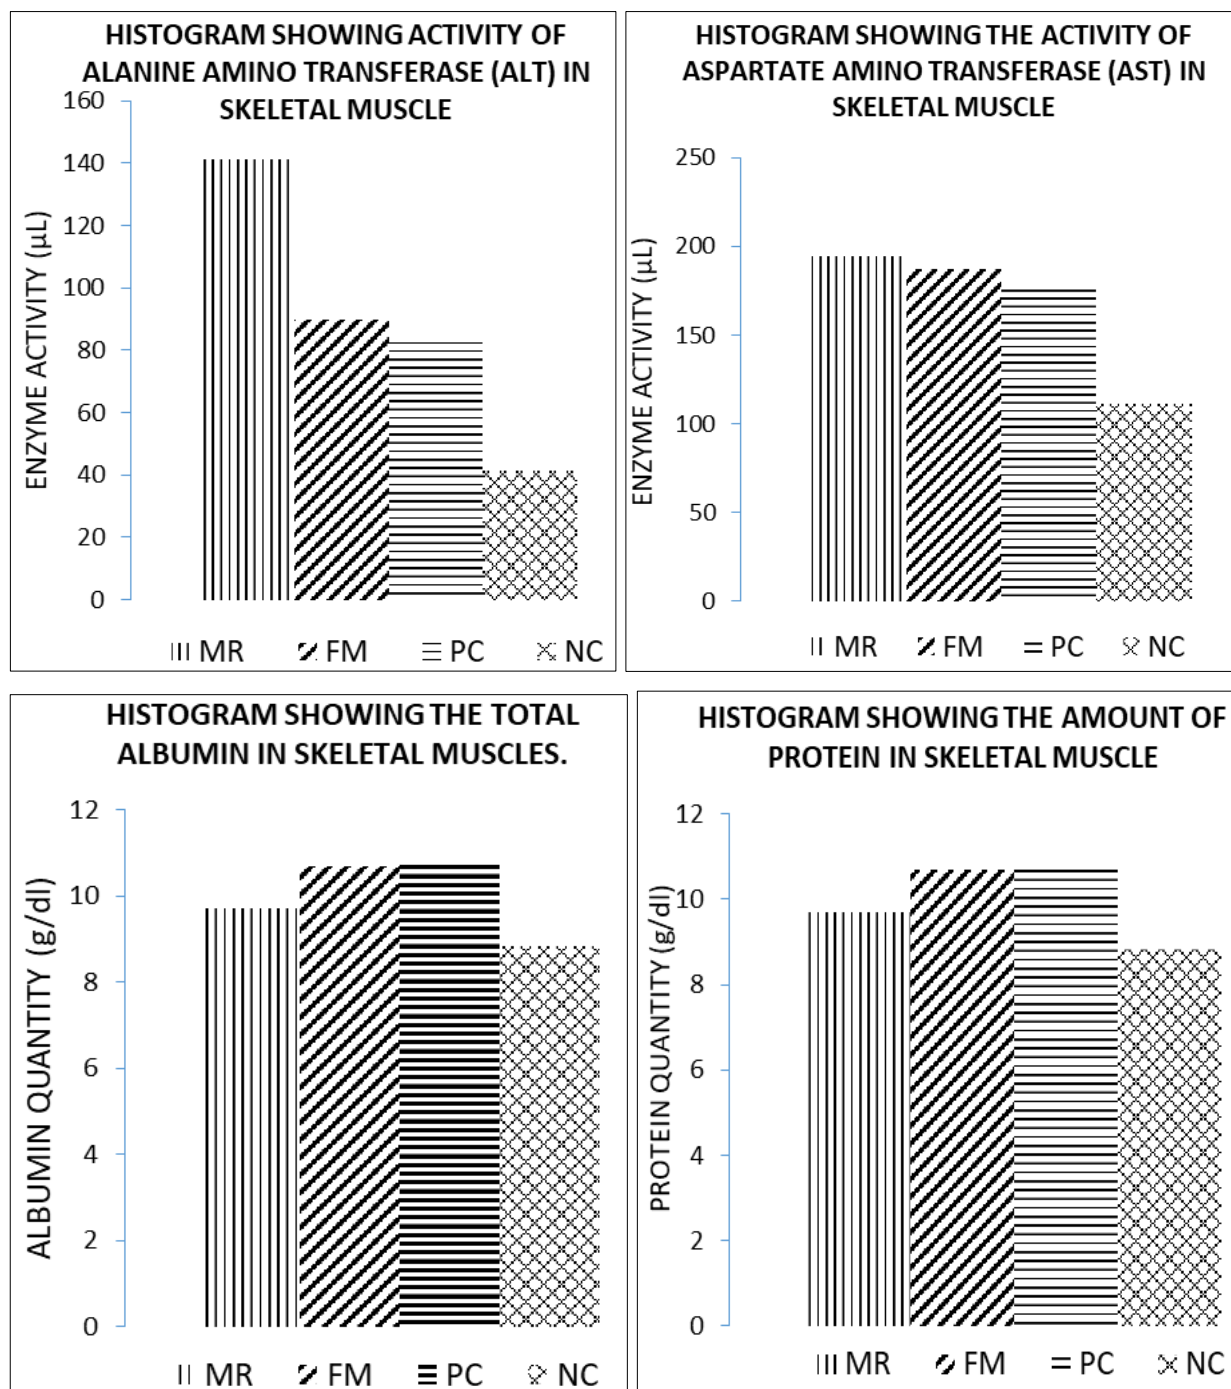 HISTOGRAM SHOWING ACTIVITY OF
ALANINE AMINO TRANSFERASE (ALT) IN
SKELETAL MUSCLE
ENZYME ACTIVITY (µL)
160
140
120
100
80
60
40
20
0
MR FM PC NC
HISTOGRAM SHOWING THE ACTIVITY OF
ASPARTATE AMINO TRANSFERASE (AST) IN
SKELETAL MUSCLE
ENZYME ACTIVITY (µL)
250
200
150
100
50
0
MR FM PC NC
HISTOGRAM SHOWING THE TOTAL
ALBUMIN IN SKELETAL MUSCLES.
ALBUMIN QUANTITY (g/dl)
12
10
8
6
4
2
0
MR FM PC NC
HISTOGRAM SHOWING THE AMOUNT OF
PROTEIN IN SKELETAL MUSCLE
PROTEIN QUANTITY (g/dl)
12
10
8
6
4
2
0
MR FM PC NC